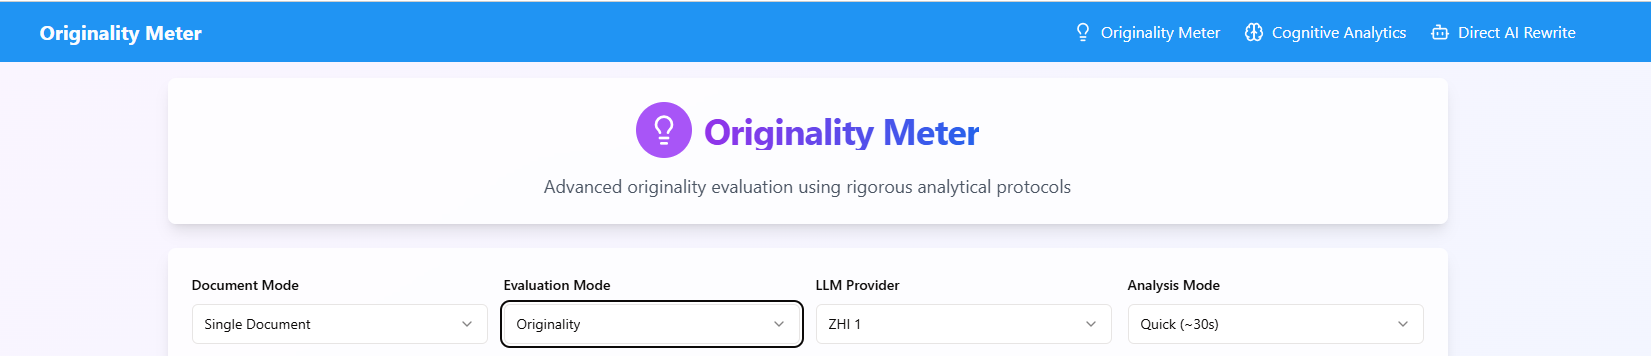 Originality Meter
Originality Meter
Cognitive Analytics
Direct AI Rewrite
Originality Meter
Advanced originality evaluation using rigorous analytical protocols
Document Mode
Single Document
Evaluation Mode
Originality
LLM Provider
ZHI 1
Analysis Mode
Quick (~30s)